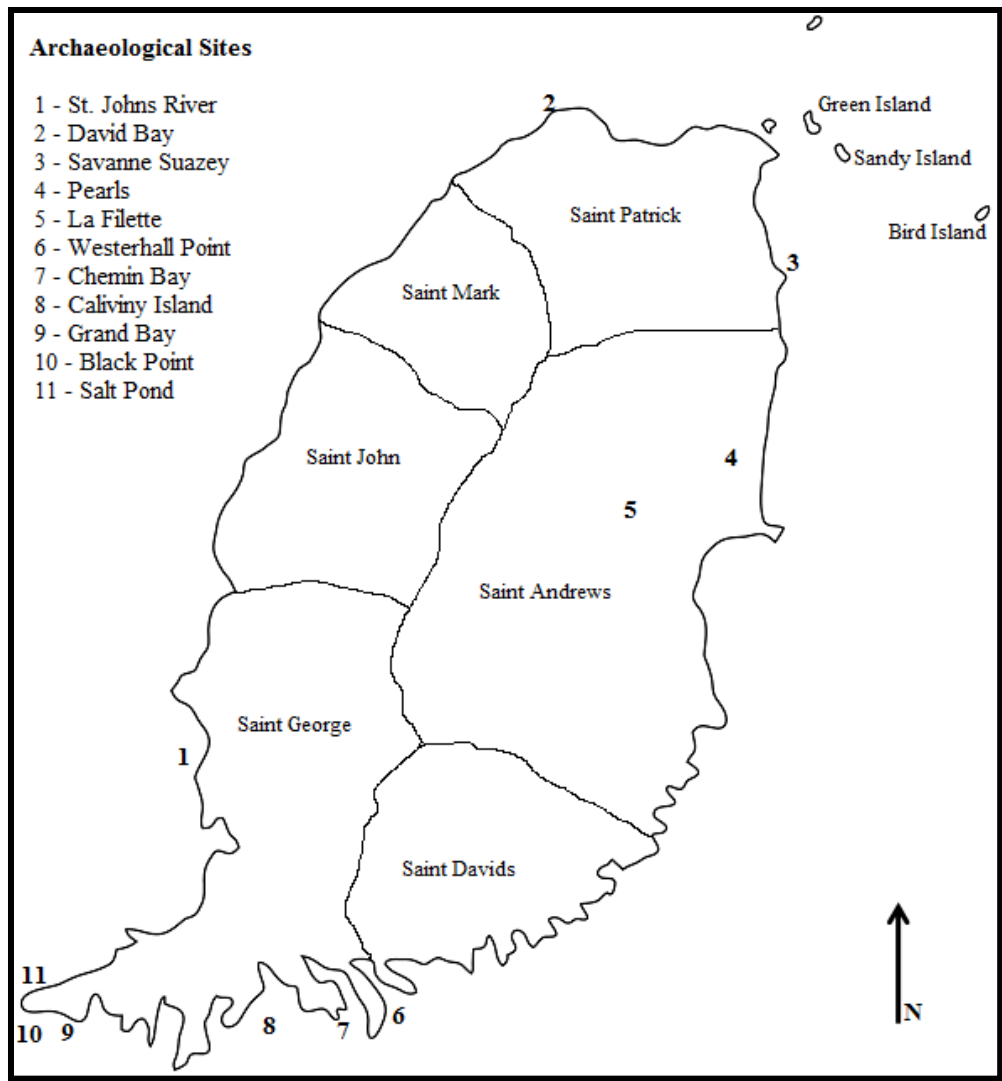 Archaeological Sites
1 - St. Johns River
2 - David Bay
3 - Savanne Suazey
4 - Pearls
5 - La Filette
6 - Westerhall Point
7 - Chemin Bay
8 - Caliviny Island
9 - Grand Bay
10 - Black Point
11 - Salt Pond
2
Green Island
Sandy Island
Saint Patrick
Bird Island
3
Saint Mark
Saint John
4
5
Saint Andrews
Saint George
1
Saint Davids
11
10
9
8
7
6
N